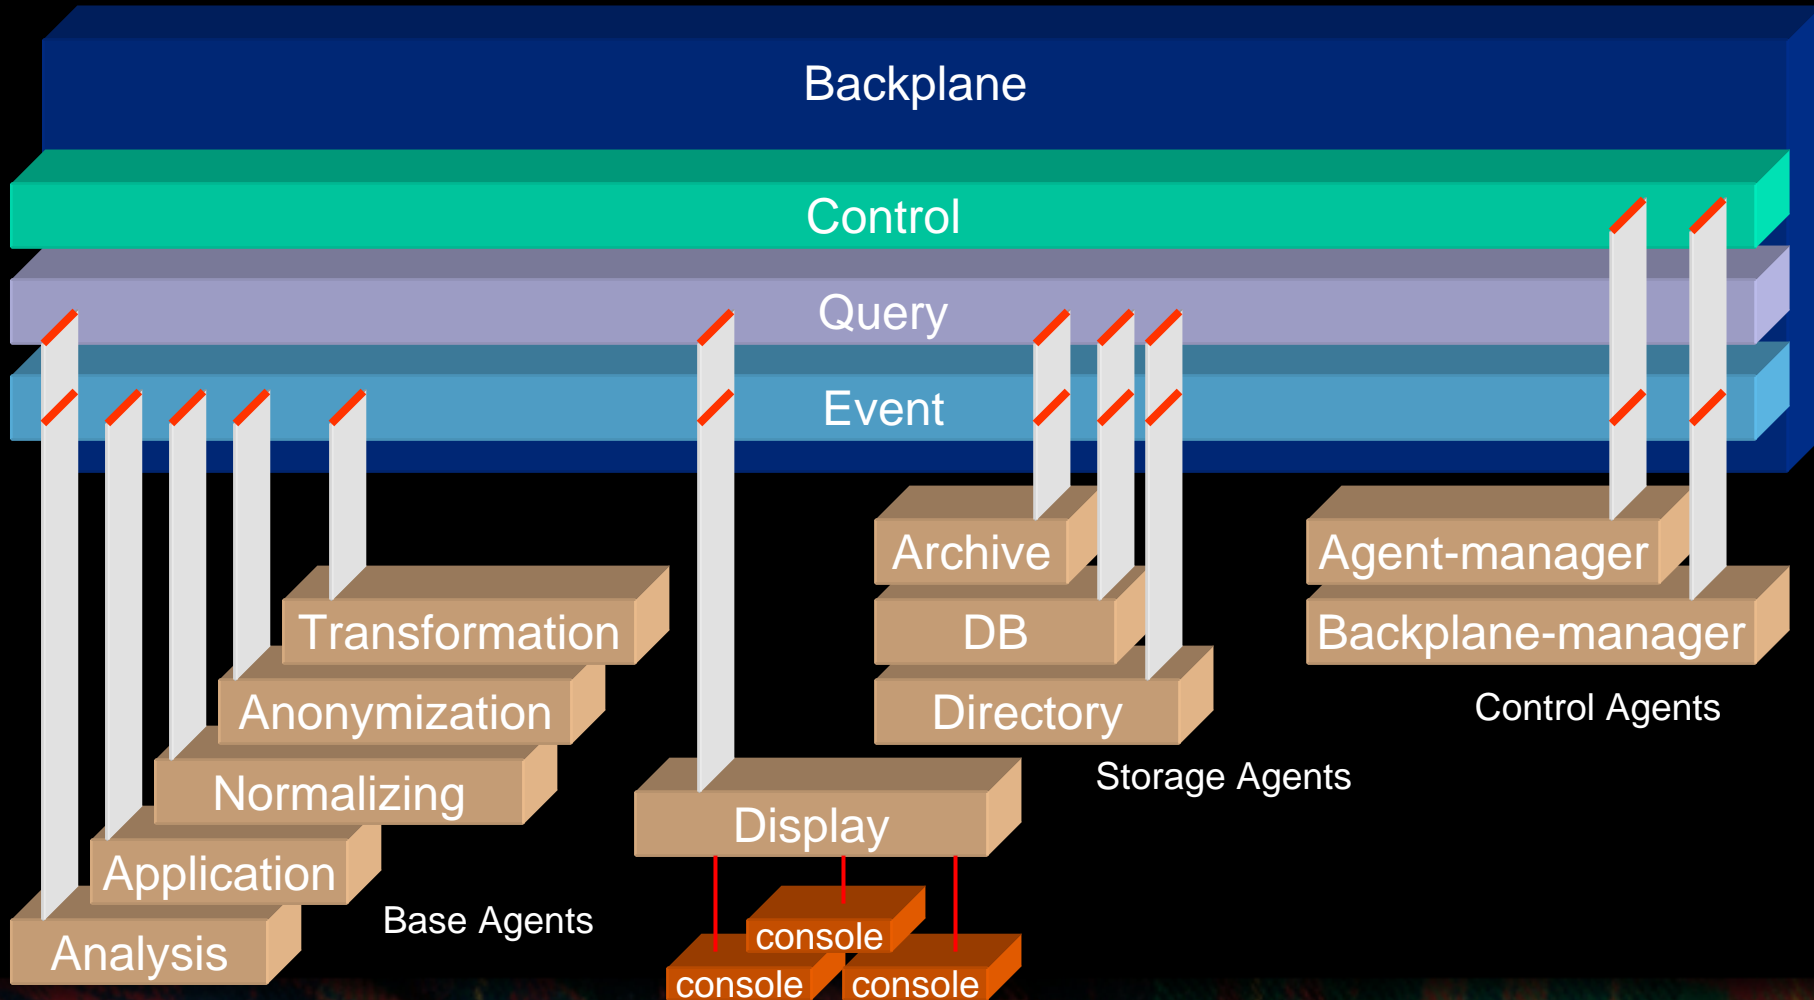 Backplane
Control
Query
Event
Archive
Agent-manager
Transformation
DB
Backplane-manager
Anonymization
Directory
Control Agents
Normalizing
Storage Agents
Display
Application
Base Agents
Analysis
console
console
console